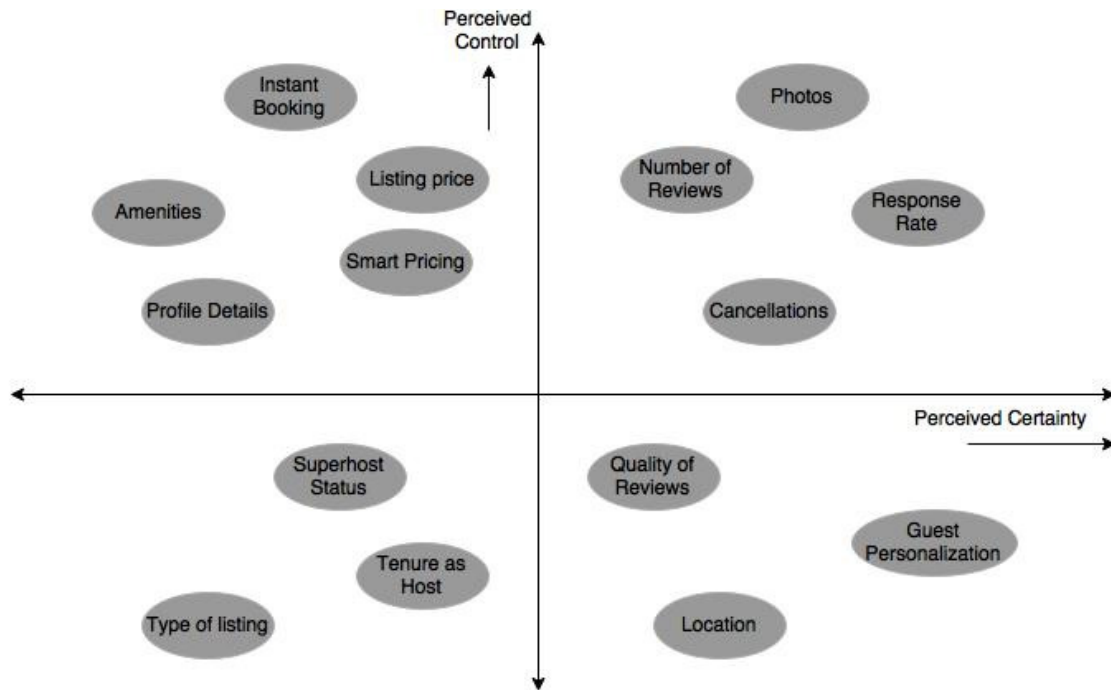 Perceived
Control
Instant
Booking
Photos
Listing price
Number of
Reviews
Amenities
Response
Rate
Smart Pricing
Profile Details
Cancellations
Perceived Certainty
Superhost
Status
Quality of
Reviews
Guest
Personalization
Tenure as
Host
Type of listing
Location